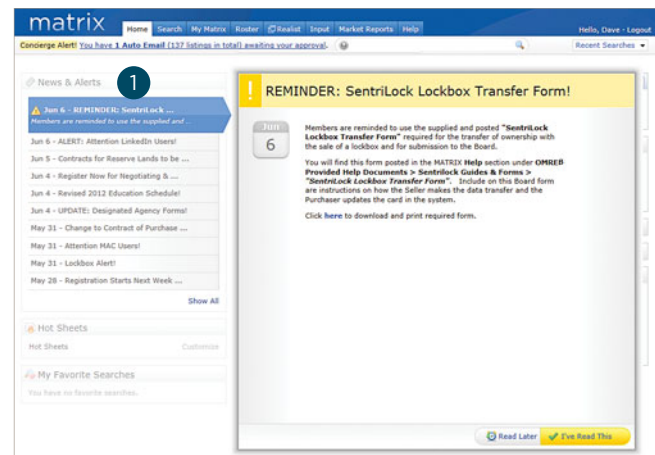 matrix
Home Search My Matrix Roster Realist Input Market Reports Help
Hello, Dave · Logout
Concierge Alert! You have 1 Auto Email (137 listings in total) awaiting your approval.
Recent Searches
News & Alerts
1
Jun 6 - REMINDER: SentriLock ...
Members are reminded to use the supplied and ...
Jun 6 - ALERT: Attention LinkedIn Users!
Jun 5 - Contracts for Reserve Lands to be ...
Jun 4 - Register Now for Negotiating & ...
Jun 4 - Revised 2012 Education Schedule!
Jun 4 - UPDATE: Designated Agency Forms!
May 31 - Change to Contract of Purchase ...
May 31 - Attention MAC Users!
May 31 - Lockbox Alert!
May 28 - Registration Starts Next Week ...
Show All
Hot Sheets
Hot Sheets Customize
My Favorite Searches
You have no favorite searches.
! REMINDER: SentriLock Lockbox Transfer Form!
Jun
6
Members are reminded to use the supplied and posted "SentriLock
Lockbox Transfer Form" required for the transfer of ownership with
the sale of a lockbox and for submission to the Board.
You will find this form posted in the MATRIX Help section under OMREB
Provided Help Documents > Sentrilock Guides & Forms >
"SentriLock Lockbox Transfer Form". Include on this Board form
are instructions on how the Seller makes the data transfer and the
Purchaser updates the card in the system.
Click here to download and print required form.
Read Later
I've Read This